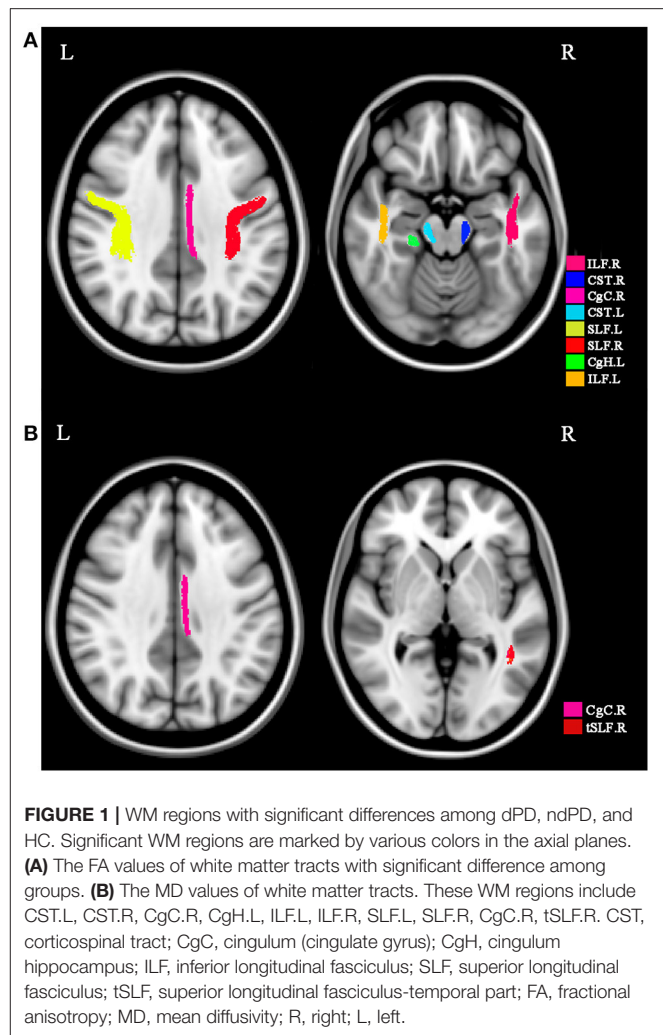 A
L
R
ILF.R
CST.R
CgC.R
CST.L
SLF.L
SLF.R
CgH.L
ILF.L
B
L
R
CgC.R
tSLF.R
FIGURE 1 | WM regions with significant differences among dPD, ndPD, and
HC. Significant WM regions are marked by various colors in the axial planes.
(A) The FA values of white matter tracts with significant difference among
groups. (B) The MD values of white matter tracts. These WM regions include
CST.L, CST.R, CgC.R, CgH.L, ILF.L, ILF.R, SLF.L, SLF.R, CgC.R, tSLF.R. CST,
corticospinal tract; CgC, cingulum (cingulate gyrus); CgH, cingulum
hippocampus; ILF, inferior longitudinal fasciculus; SLF, superior longitudinal
fasciculus; tSLF, superior longitudinal fasciculus-temporal part; FA, fractional
anisotropy; MD, mean diffusivity; R, right; L, left.